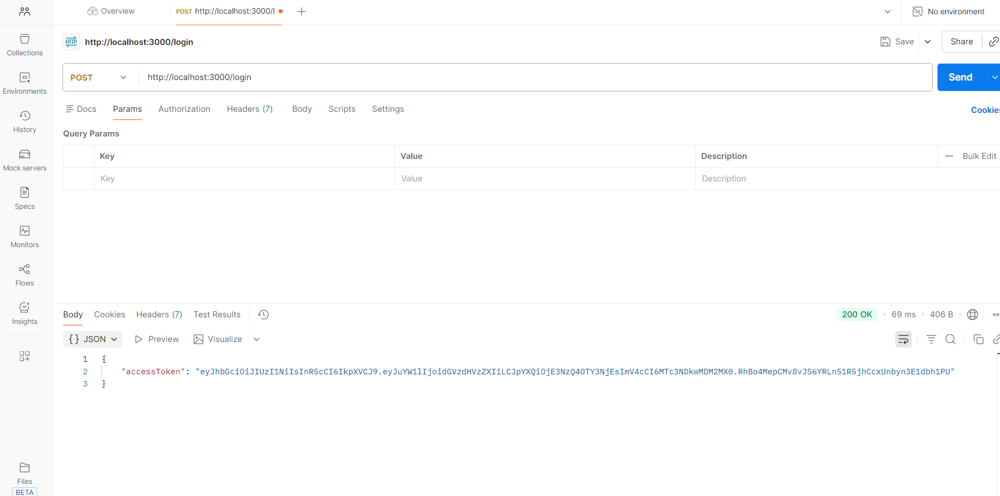 Overview
POST http://localhost:3000/l
No environment
Collections
Environments
History
Mock servers
Specs
Monitors
Flows
Insights
Files
BETA
HTTP
http://localhost:3000/login
Save
Share
POST
http://localhost:3000/login
Send
Docs Params Authorization Headers (7) Body Scripts Settings
Cookies
Query Params
Key Value Description
Bulk Edit
Key Value Description
Body Cookies Headers (7) Test Results
200 OK • 69 ms • 406 B
{} JSON Preview Visualize
1 {
2 "accessToken": "eyJhbGciOiJIUzI1NiIsInR5cCI6IkpXVCJ9.eyJuYW1lIjoidGVzdHVzZXIiLCJpYXQiOjE3NzQ4OTY3NjEsImV4cCI6MTc3NDkwMDM2MX0.RhBo4MepCMv8vJS6YRLn51R5jhCcxUnbyn3E1dbh1PU"
3 }